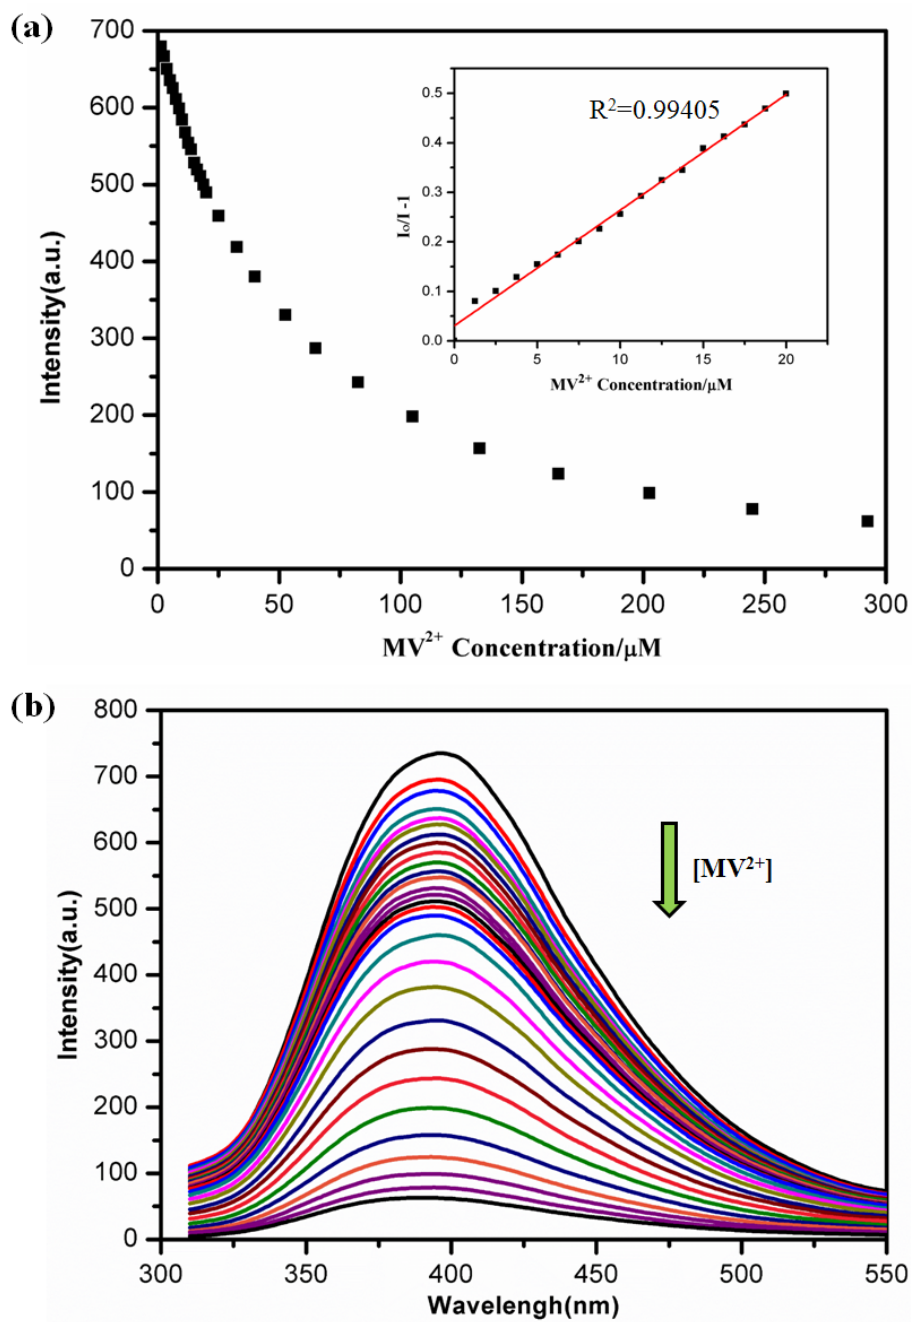 (a)
700
600
500
400
300
200
100
0
Intensity(a.u.)
0 50 100 150 200 250 300
MV²⁺ Concentration/μM
R²=0.99405
0.5
0.4
0.3
0.2
0.1
0.0
I₀/I -1
0 5 10 15 20
MV²⁺ Concentration/μM
(b)
800
700
600
500
400
300
200
100
0
Intensity(a.u.)
[MV²⁺]
300 350 400 450 500 550
Wavelengh(nm)